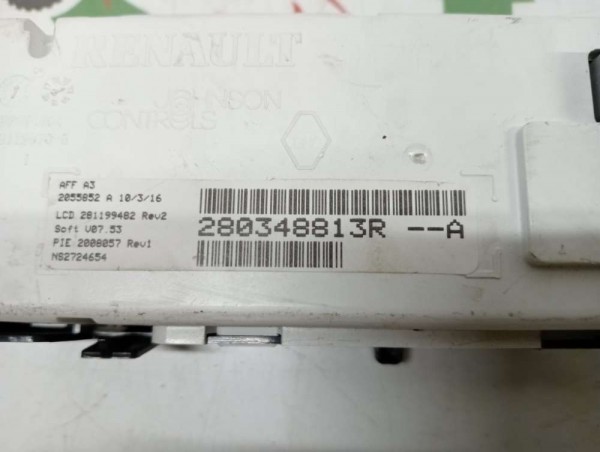 RENAULT
JOHNSON
CONTROLS
AFF A3
2055852 A 10/3/16
LCD 281199482 Rev2
Soft V07.53
PIE 2008057 Rev1
NS2724654
280348813R --A